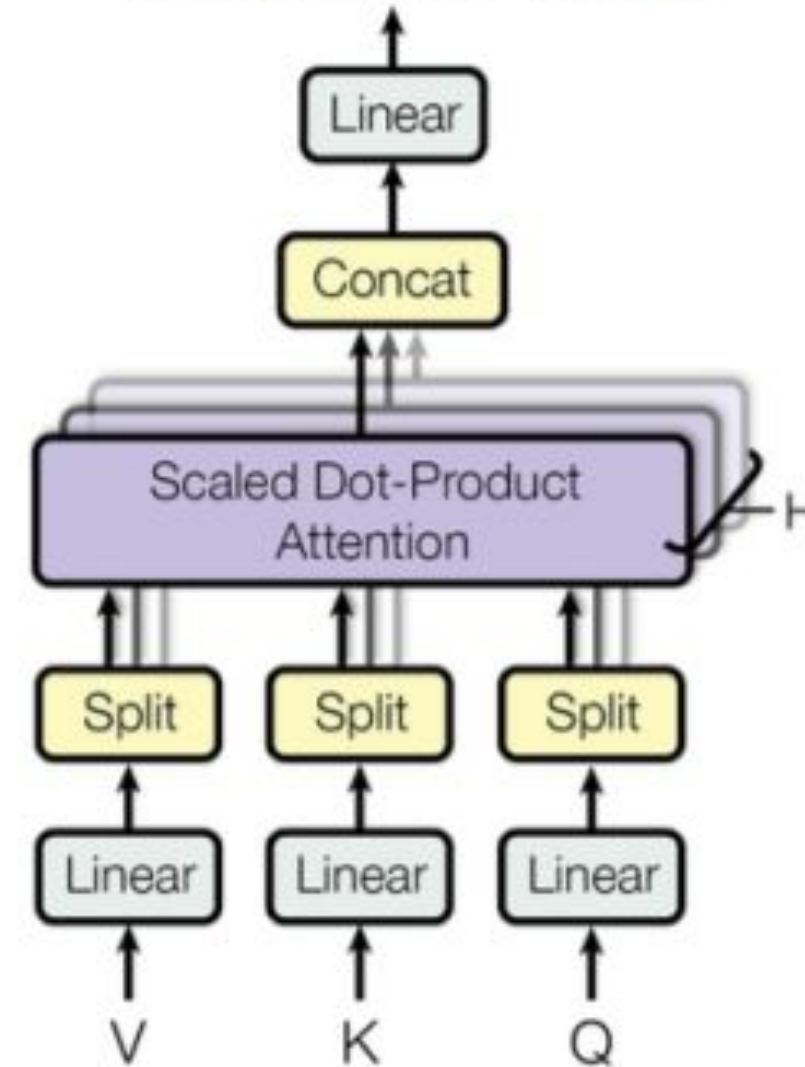 Linear
Concat
Scaled Dot-Product
Attention
H
Split Split Split
Linear Linear Linear
V K Q